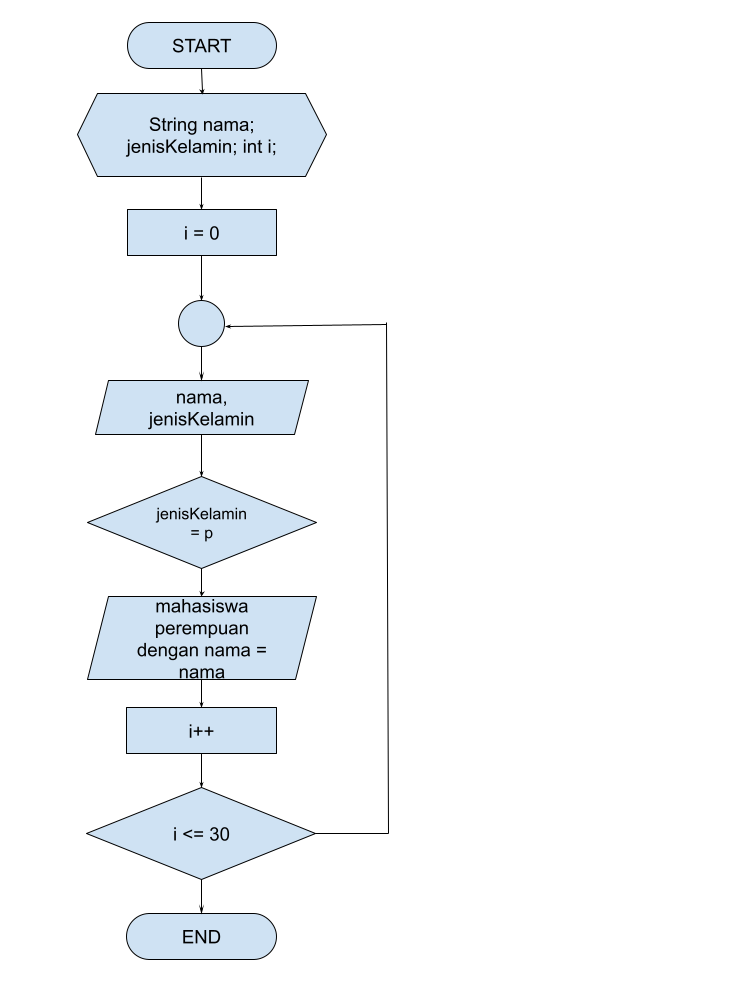 START
String nama;
jenisKelamin; int i;
i = 0
nama,
jenisKelamin
jenisKelamin
= p
mahasiswa
perempuan
dengan nama =
nama
i++
i <= 30
END